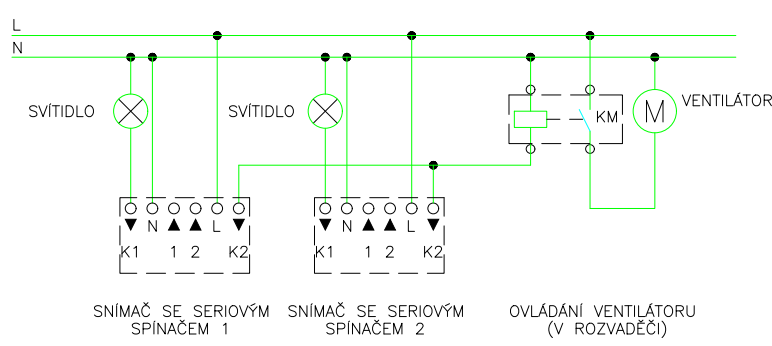 L
N
SVÍTIDLO
SVÍTIDLO
KM
M
VENTILÁTOR
K1 N 1 2 L K2
K1 N 1 2 L K2
SNÍMAČ SE SERIOVÝM
SPÍNAČEM 1
SNÍMAČ SE SERIOVÝM
SPÍNAČEM 2
OVLÁDÁNÍ VENTILÁTORU
(V ROZVADĚČI)